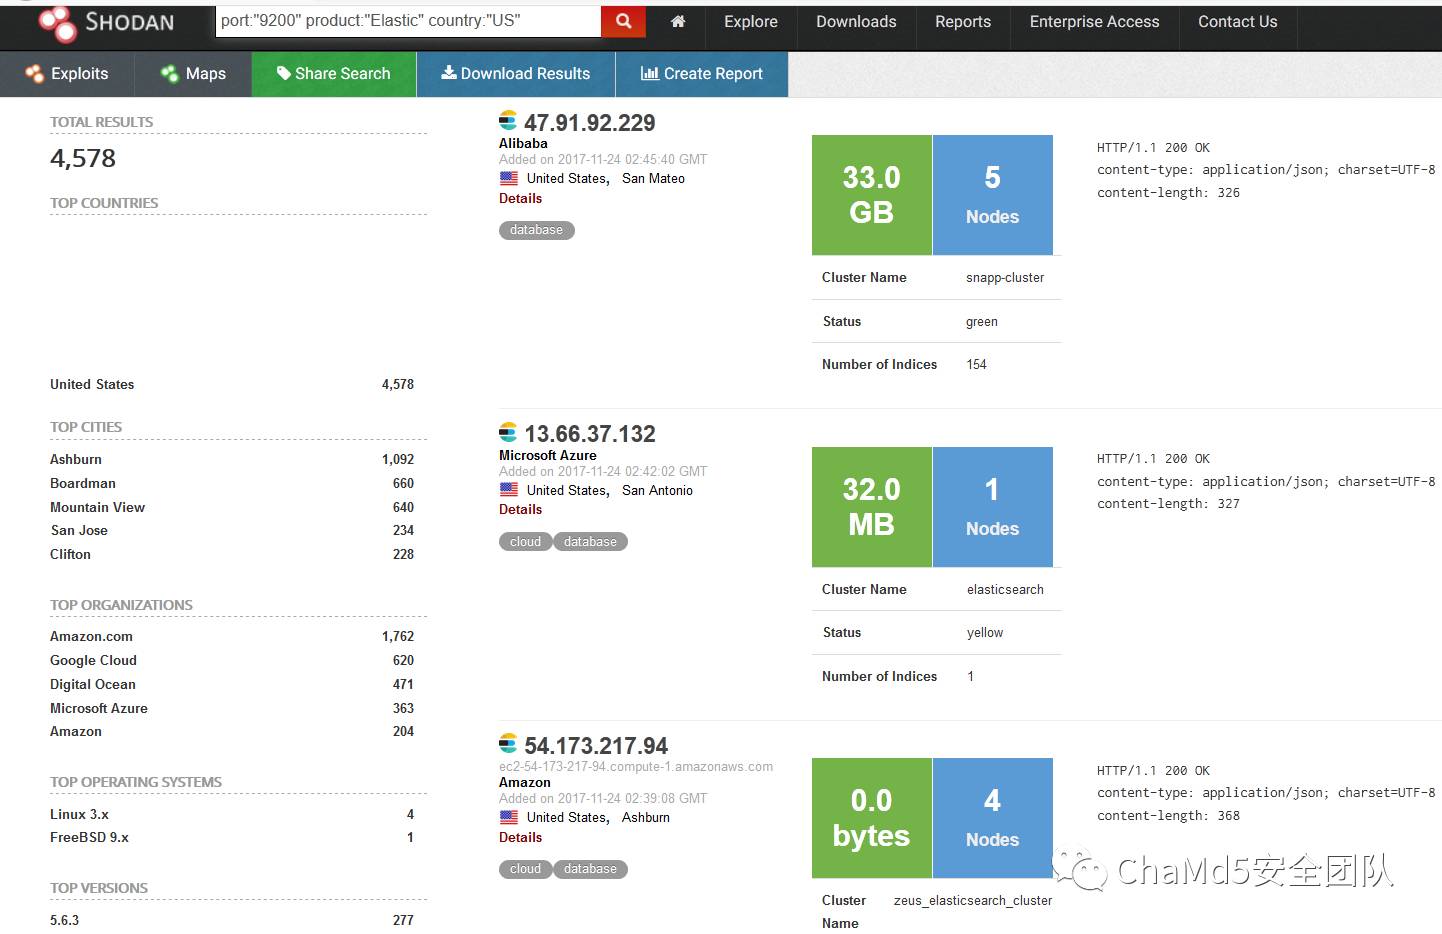 SHODAN
port:"9200" product:"Elastic" country:"US"
Explore
Downloads
Reports
Enterprise Access
Contact Us
Exploits
Maps
Share Search
Download Results
Create Report
TOTAL RESULTS
4,578
TOP COUNTRIES
United States 4,578
TOP CITIES
Ashburn 1,092
Boardman 660
Mountain View 640
San Jose 234
Clifton 228
TOP ORGANIZATIONS
Amazon.com 1,762
Google Cloud 620
Digital Ocean 471
Microsoft Azure 363
Amazon 204
TOP OPERATING SYSTEMS
Linux 3.x 4
FreeBSD 9.x 1
TOP VERSIONS
5.6.3 277
47.91.92.229
Alibaba
Added on 2017-11-24 02:45:40 GMT
United States, San Mateo
Details
database
33.0
GB
5
Nodes
Cluster Name snapp-cluster
Status green
Number of Indices 154
HTTP/1.1 200 OK
content-type: application/json; charset=UTF-8
content-length: 326
13.66.37.132
Microsoft Azure
Added on 2017-11-24 02:42:02 GMT
United States, San Antonio
Details
cloud database
32.0
MB
1
Nodes
Cluster Name elasticsearch
Status yellow
Number of Indices 1
HTTP/1.1 200 OK
content-type: application/json; charset=UTF-8
content-length: 327
54.173.217.94
ec2-54-173-217-94.compute-1.amazonaws.com
Amazon
Added on 2017-11-24 02:39:08 GMT
United States, Ashburn
Details
cloud database
0.0
bytes
4
Nodes
Cluster
Name
zeus_elasticsearch_cluster
HTTP/1.1 200 OK
content-type: application/json; charset=UTF-8
content-length: 368
ChaMd5安全团队